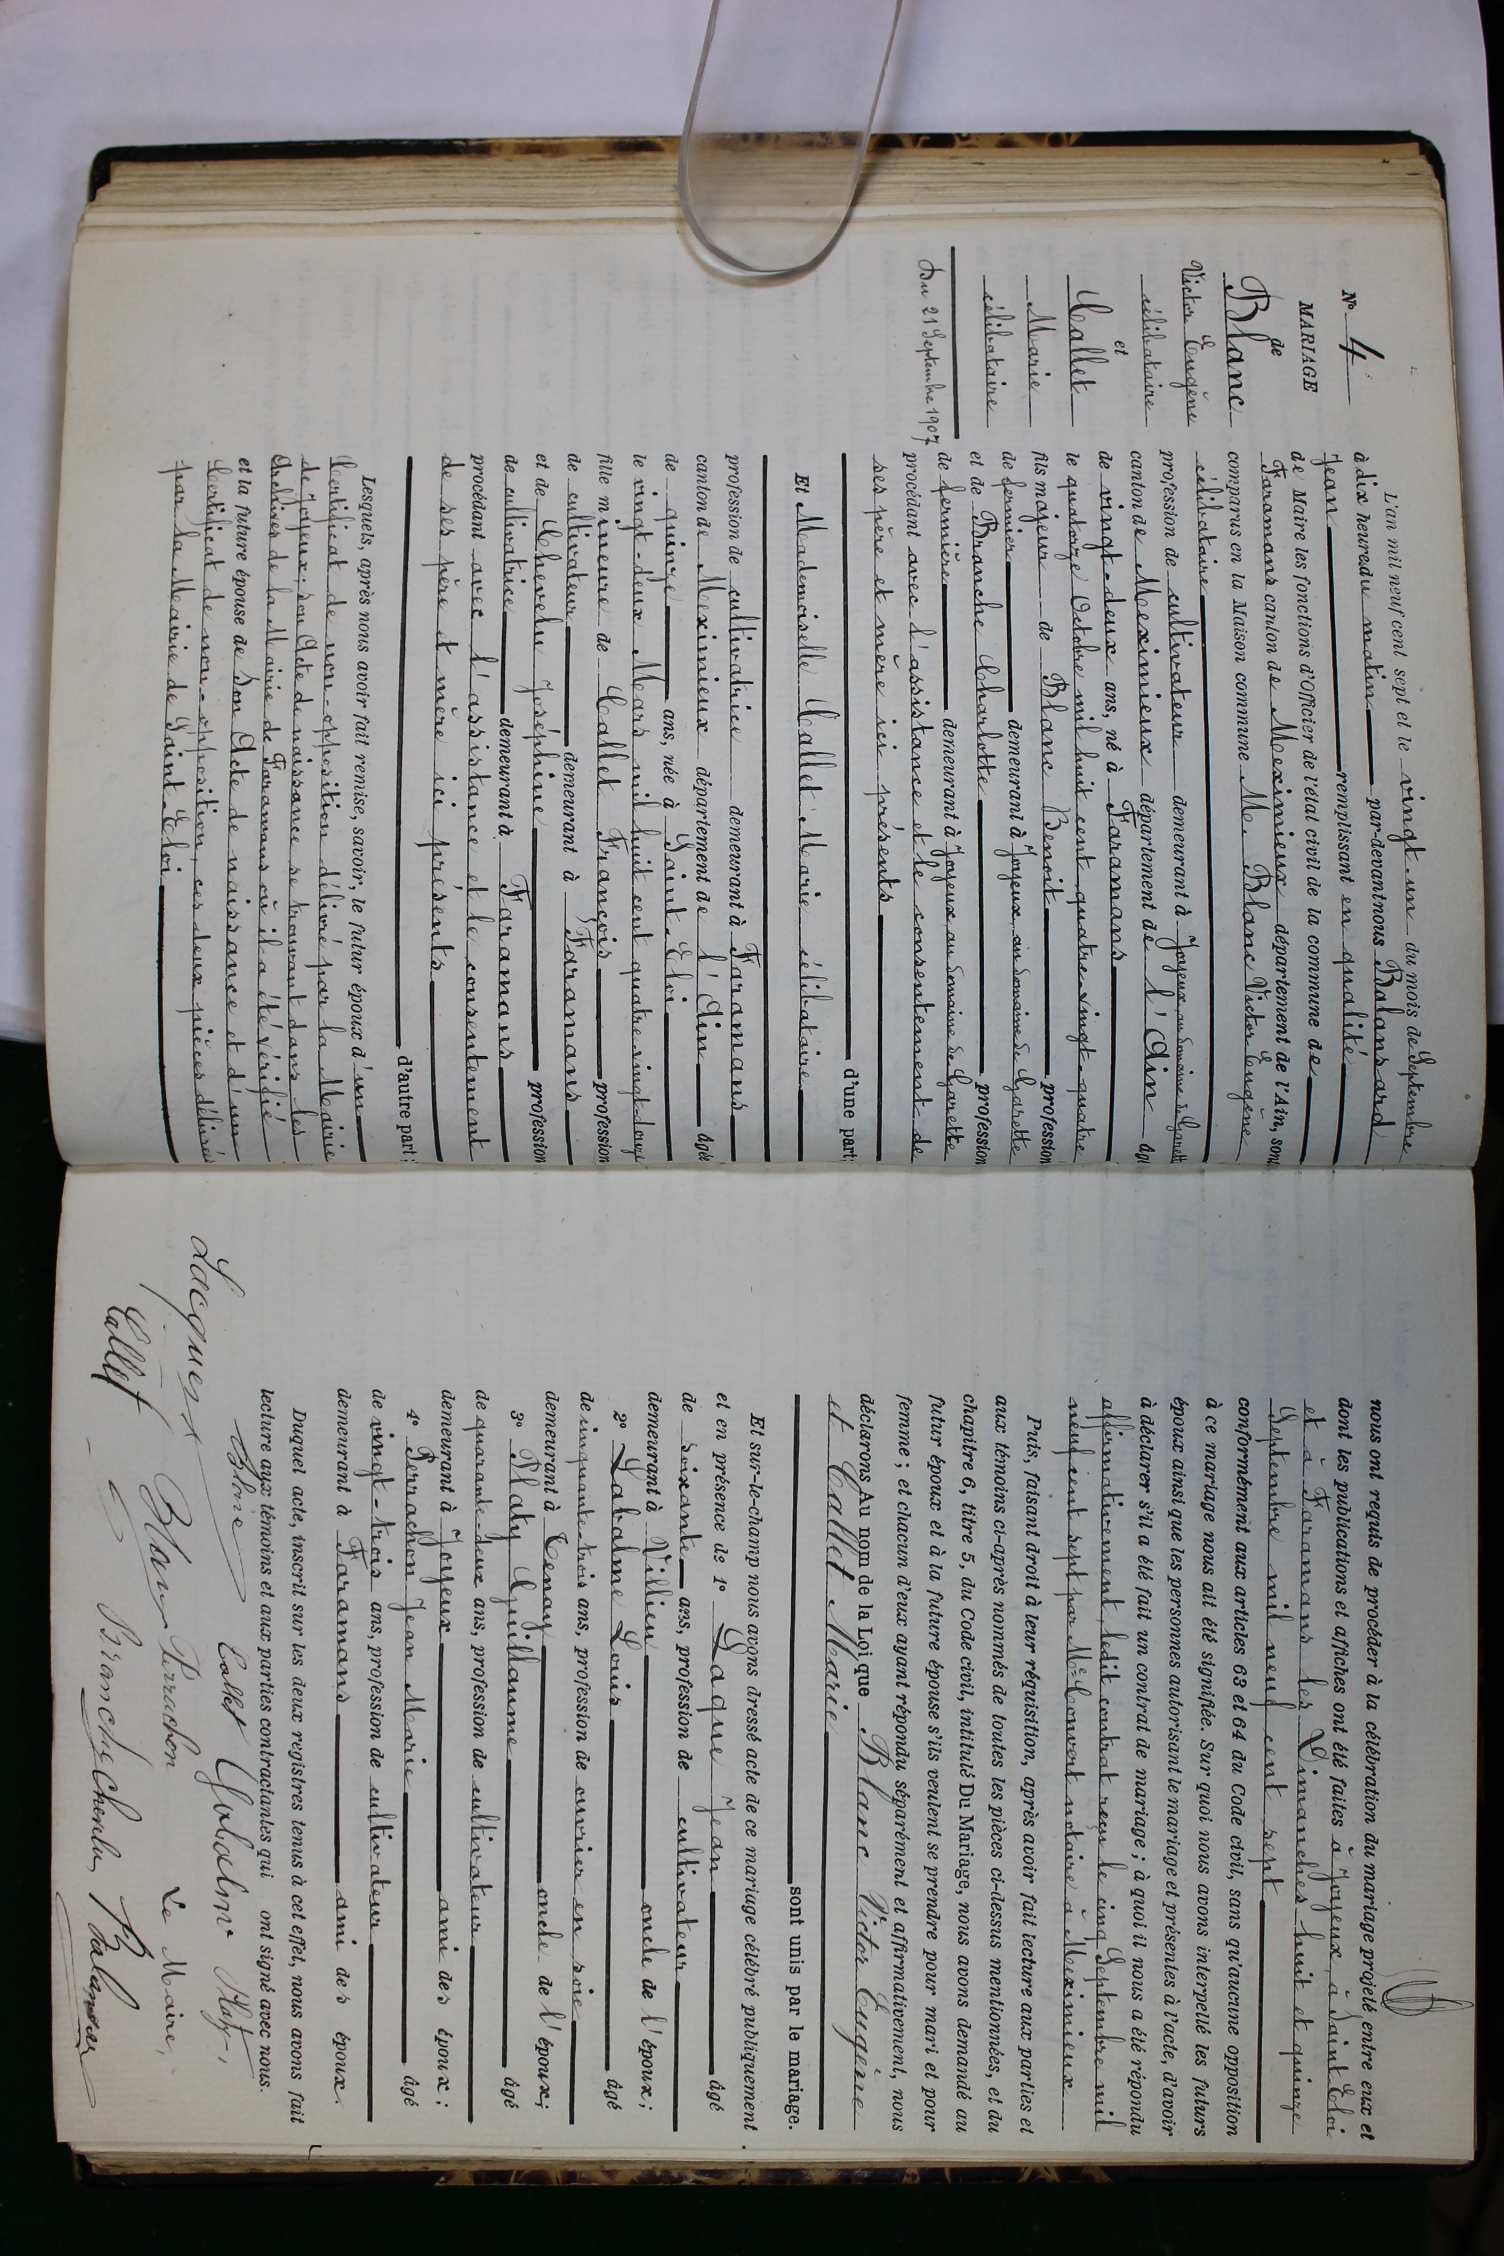 N° 4
MARIAGE
de
Blanc
Victor Eugène
célibataire
et
Callet
Marie
célibataire
Du 21 Septembre 1907
L'an mil neuf cent sept et le vingt-un du mois de Septembre
à dix heures du matin par-devant nous Balansard
Jean remplissant en qualité
de Maire les fonctions d'Officier de l'état civil de la commune de
Faramans canton de Meximieux département de l'Ain, sont
comparus en la Maison commune M. Blanc Victor Eugène
célibataire
profession de cultivateur demeurant à Joyeux au domaine de Garette
canton de Meximieux département de l'Ain âgé
de vingt-deux ans, né à Faramans
le quatorze Octobre mil huit cent quatre-vingt-quatre
fils majeur de Blanc Benoit profession
de fermier demeurant à Joyeux, au domaine de Garette
et de Branche Charlotte profession
de fermière demeurant à Joyeux au domaine de Garette
procédant avec l'assistance et le consentement de
ses père et mère ici présents
d'une part;
Et Mademoiselle Callet Marie célibataire
profession de cultivatrice demeurant à Faramans
canton de Meximieux département de l'Ain âgée
de quinze ans, née à Saint-Eloi
le vingt-deux Mars mil huit cent quatre-vingt-douze
fille mineure de Callet François profession
de cultivateur demeurant à Faramans
et de Chevelu Joséphine profession
de cultivatrice demeurant à Faramans
procédant avec l'assistance et le consentement
de ses père et mère ici présents
d'autre part;
Lesquels, après nous avoir fait remise, savoir, le futur époux d'un
Certificat de non-opposition délivré par la Mairie
de Joyeux; son Acte de naissance se trouvant dans les
Archives de la Mairie de Faramans où il a été vérifié
et la future épouse de son Acte de naissance et d'un
Certificat de non-opposition, ces deux pièces délivrées
par la Mairie de Saint-Eloi
nous ont requis de procéder à la célébration du mariage projeté entre eux et
dont les publications et affiches ont été faites à Joyeux, à Saint Eloi
et à Faramans les Dimanches huit et quinze
Septembre mil neuf cent sept
conformément aux articles 63 et 64 du Code civil, sans qu'aucune opposition
à ce mariage nous ait été signifiée. Sur quoi nous avons interpellé les futurs
époux ainsi que les personnes autorisant le mariage et présentes à l'acte, d'avoir
à déclarer s'il a été fait un contrat de mariage; à quoi il nous a été répondu
affirmativement, ledit contrat reçu le cinq Septembre mil
neuf cent sept par Me Convert notaire à Meximieux
Puis, faisant droit à leur réquisition, après avoir fait lecture aux parties et
aux témoins ci-après nommés de toutes les pièces ci-dessus mentionnées, et du
chapitre 6, titre 5, du Code civil, intitulé Du Mariage, nous avons demandé au
futur époux et à la future épouse s'ils veulent se prendre pour mari et pour
femme; et chacun d'eux ayant répondu séparément et affirmativement, nous
déclarons Au nom de la Loi que Blanc Victor Eugène
et Callet Marie
sont unis par le mariage.
Et sur-le-champ nous avons dressé acte de ce mariage célébré publiquement
et en présence de 1° Laque Jean âgé
de soixante ans, profession de cultivateur
demeurant à Villieu oncle de l'époux;
2° Labalme Louis âgé
de cinquante-trois ans, profession de ouvrier en soie
demeurant à Tenay oncle de l'époux;
3° Platy Guillaume âgé
de quarante-deux ans, profession de cultivateur
demeurant à Joyeux ami des époux;
4° Perrachon Jean Marie âgé
de vingt-trois ans, profession de cultivateur
demeurant à Faramans ami des époux.
Duquel acte, inscrit sur les deux registres tenus à cet effet, nous avons fait
lecture aux témoins et aux parties contractantes qui ont signé avec nous.
Callet Labalme Platy
Blanc Perrachon Le Maire,
Callet Branche Chevelu Balansard